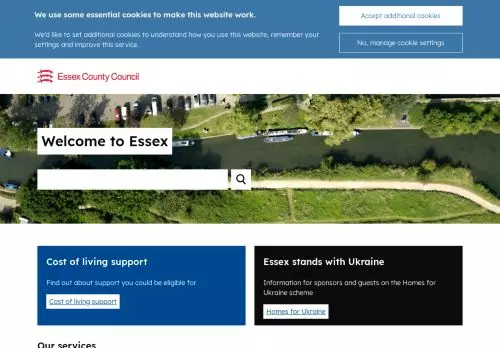 We use some essential cookies to make this website work.
We'd like to set additional cookies to understand how you use this website, remember your
settings and improve this service.
Accept additional cookies
No, manage cookie settings
Essex County Council
Welcome to Essex
Cost of living support
Find out about support you could be eligible for
Cost of living support
Essex stands with Ukraine
Information for sponsors and guests on the Homes for
Ukraine scheme
Homes for Ukraine
Our services